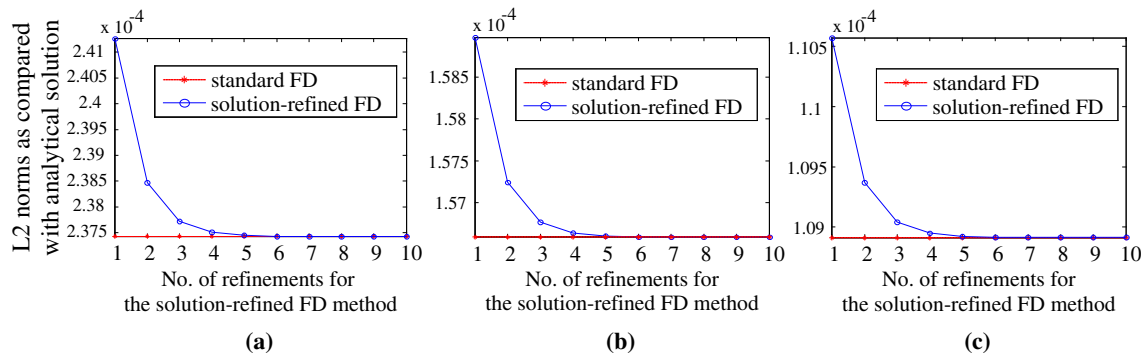 L2 norms as compared
with analytical solution
x 10-4
2.41
2.405
2.4
2.395
2.39
2.385
2.38
2.375
standard FD
solution-refined FD
1 2 3 4 5 6 7 8 9 10
No. of refinements for
the solution-refined FD method
(a)
x 10-4
1.585
1.58
1.575
1.57
standard FD
solution-refined FD
1 2 3 4 5 6 7 8 9 10
No. of refinements for
the solution-refined FD method
(b)
x 10-4
1.105
1.1
1.095
1.09
standard FD
solution-refined FD
1 2 3 4 5 6 7 8 9 10
No. of refinements for
the solution-refined FD method
(c)